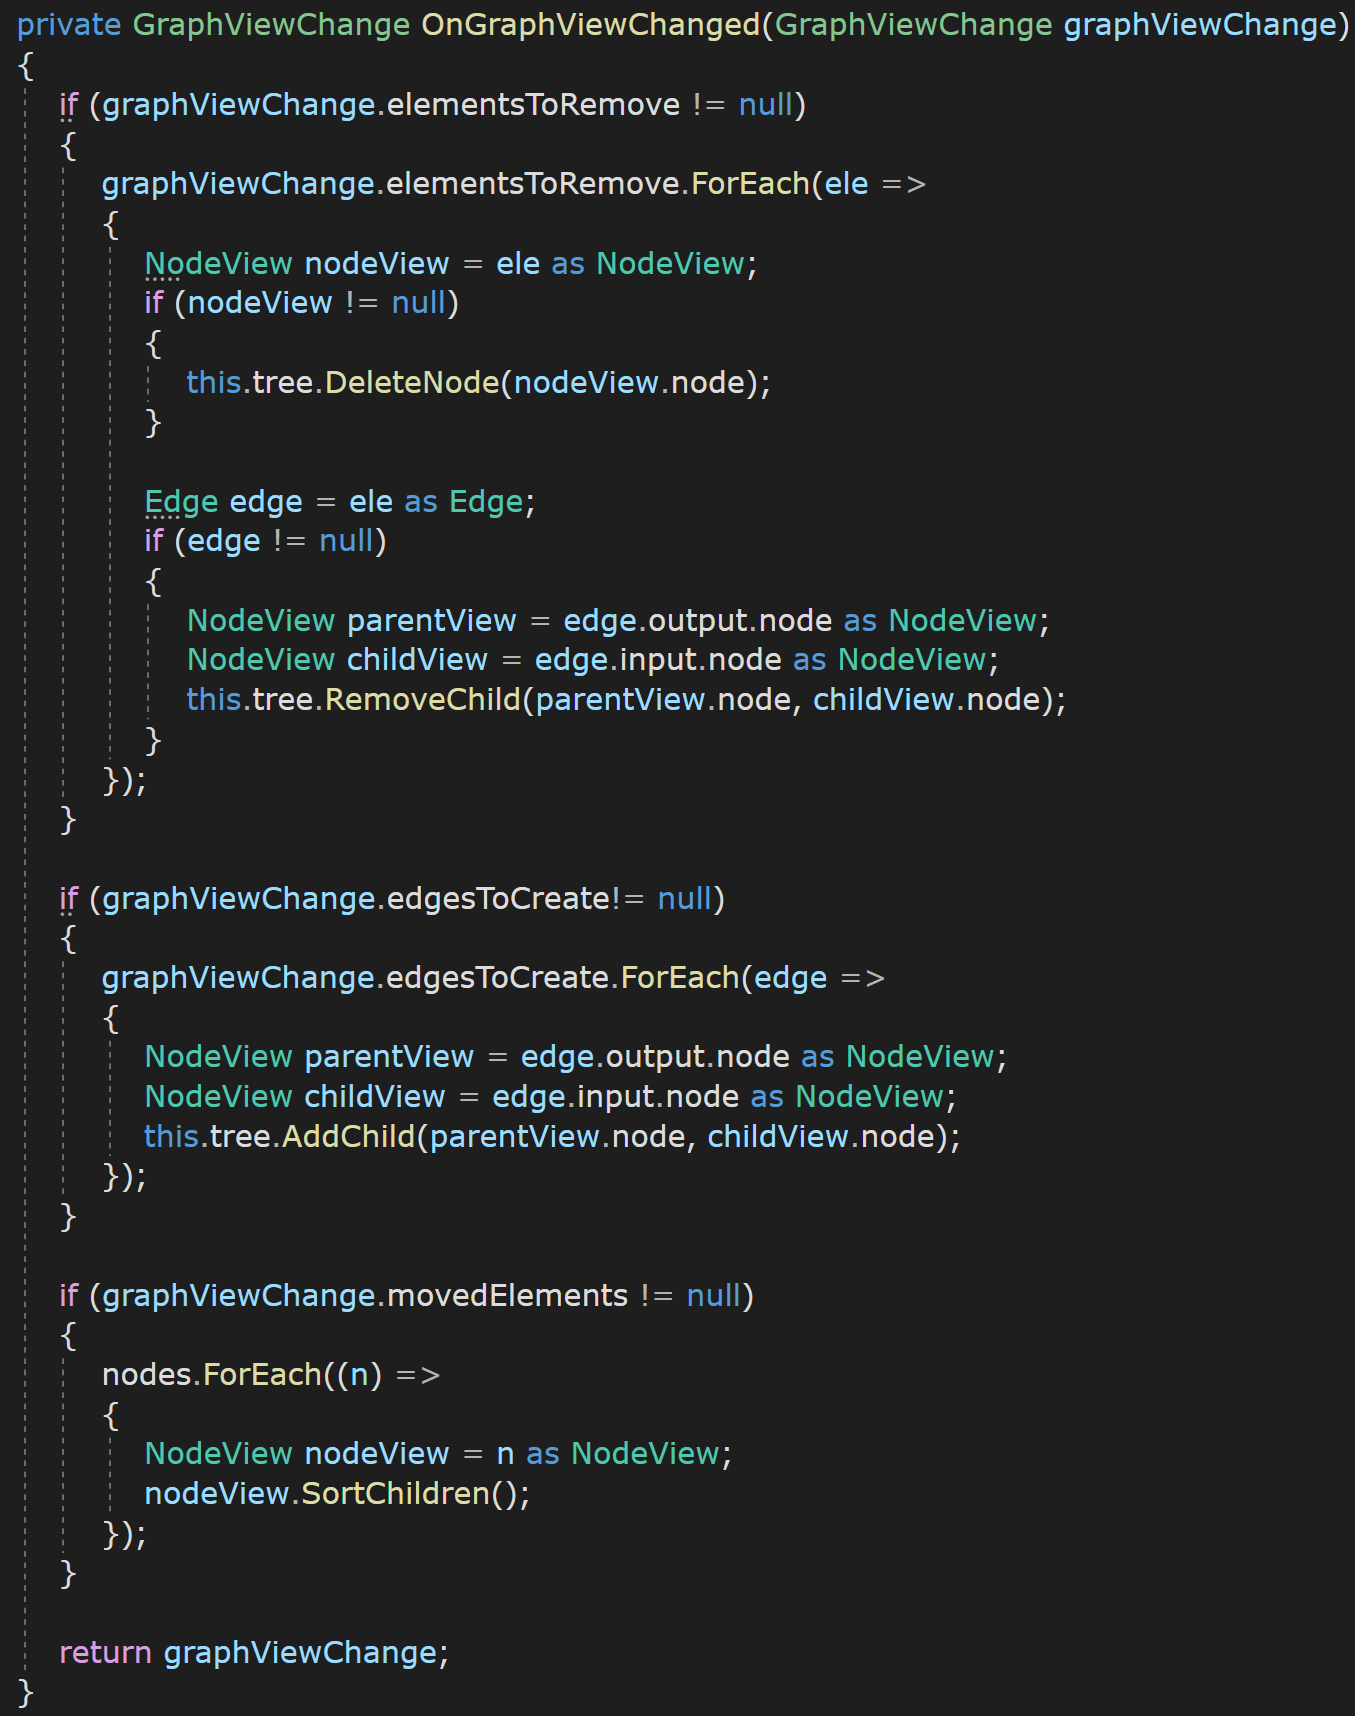 private GraphViewChange OnGraphViewChanged(GraphViewChange graphViewChange)
{
if (graphViewChange.elementsToRemove != null)
{
graphViewChange.elementsToRemove.ForEach(ele =>
{
NodeView nodeView = ele as NodeView;
if (nodeView != null)
{
this.tree.DeleteNode(nodeView.node);
}
Edge edge = ele as Edge;
if (edge != null)
{
NodeView parentView = edge.output.node as NodeView;
NodeView childView = edge.input.node as NodeView;
this.tree.RemoveChild(parentView.node, childView.node);
}
});
}
if (graphViewChange.edgesToCreate!= null)
{
graphViewChange.edgesToCreate.ForEach(edge =>
{
NodeView parentView = edge.output.node as NodeView;
NodeView childView = edge.input.node as NodeView;
this.tree.AddChild(parentView.node, childView.node);
});
}
if (graphViewChange.movedElements != null)
{
nodes.ForEach((n) =>
{
NodeView nodeView = n as NodeView;
nodeView.SortChildren();
});
}
return graphViewChange;
}